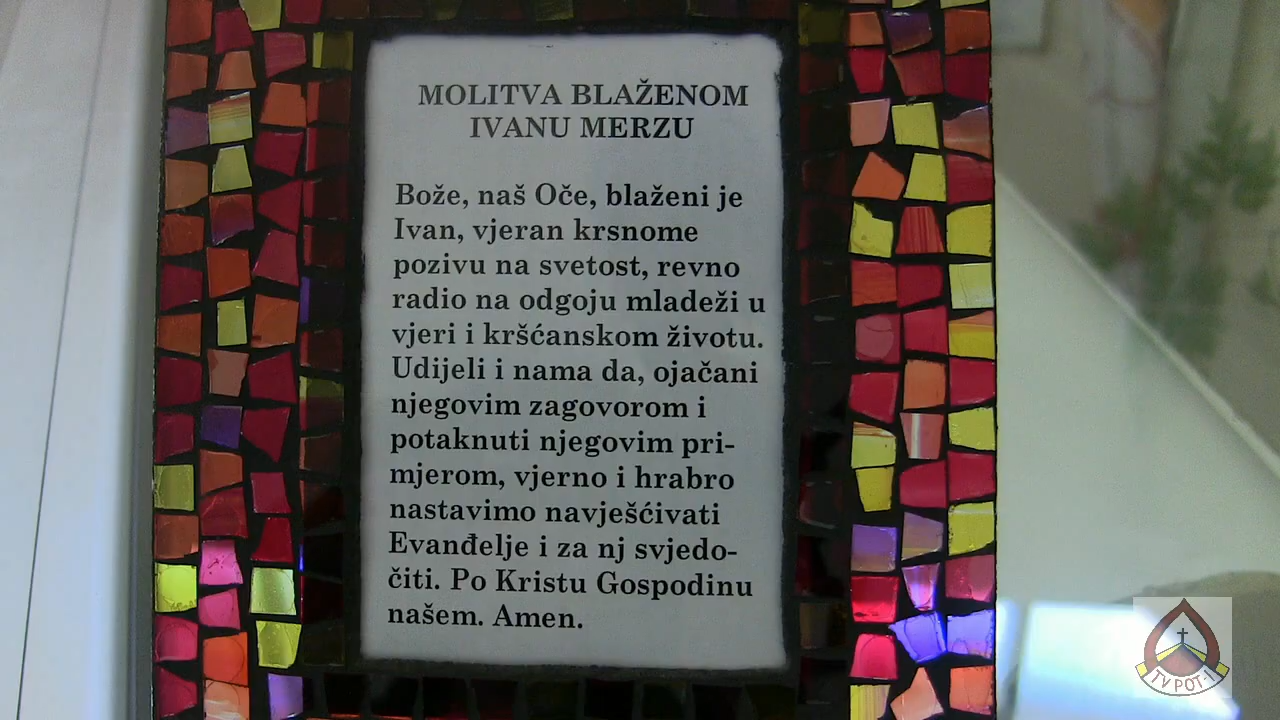 MOLITVA BLAŽENOM
IVANU MERZU
Bože, naš Oče, blaženi je
Ivan, vjeran krsnome
pozivu na svetost, revno
radio na odgoju mladeži u
vjeri i kršćanskom životu.
Udijeli i nama da, ojačani
njegovim zagovorom i
potaknuti njegovim pri-
mjerom, vjerno i hrabro
nastavimo navješćivati
Evanđelje i za nj svjedo-
čiti. Po Kristu Gospodinu
našem. Amen.
TV POT-1